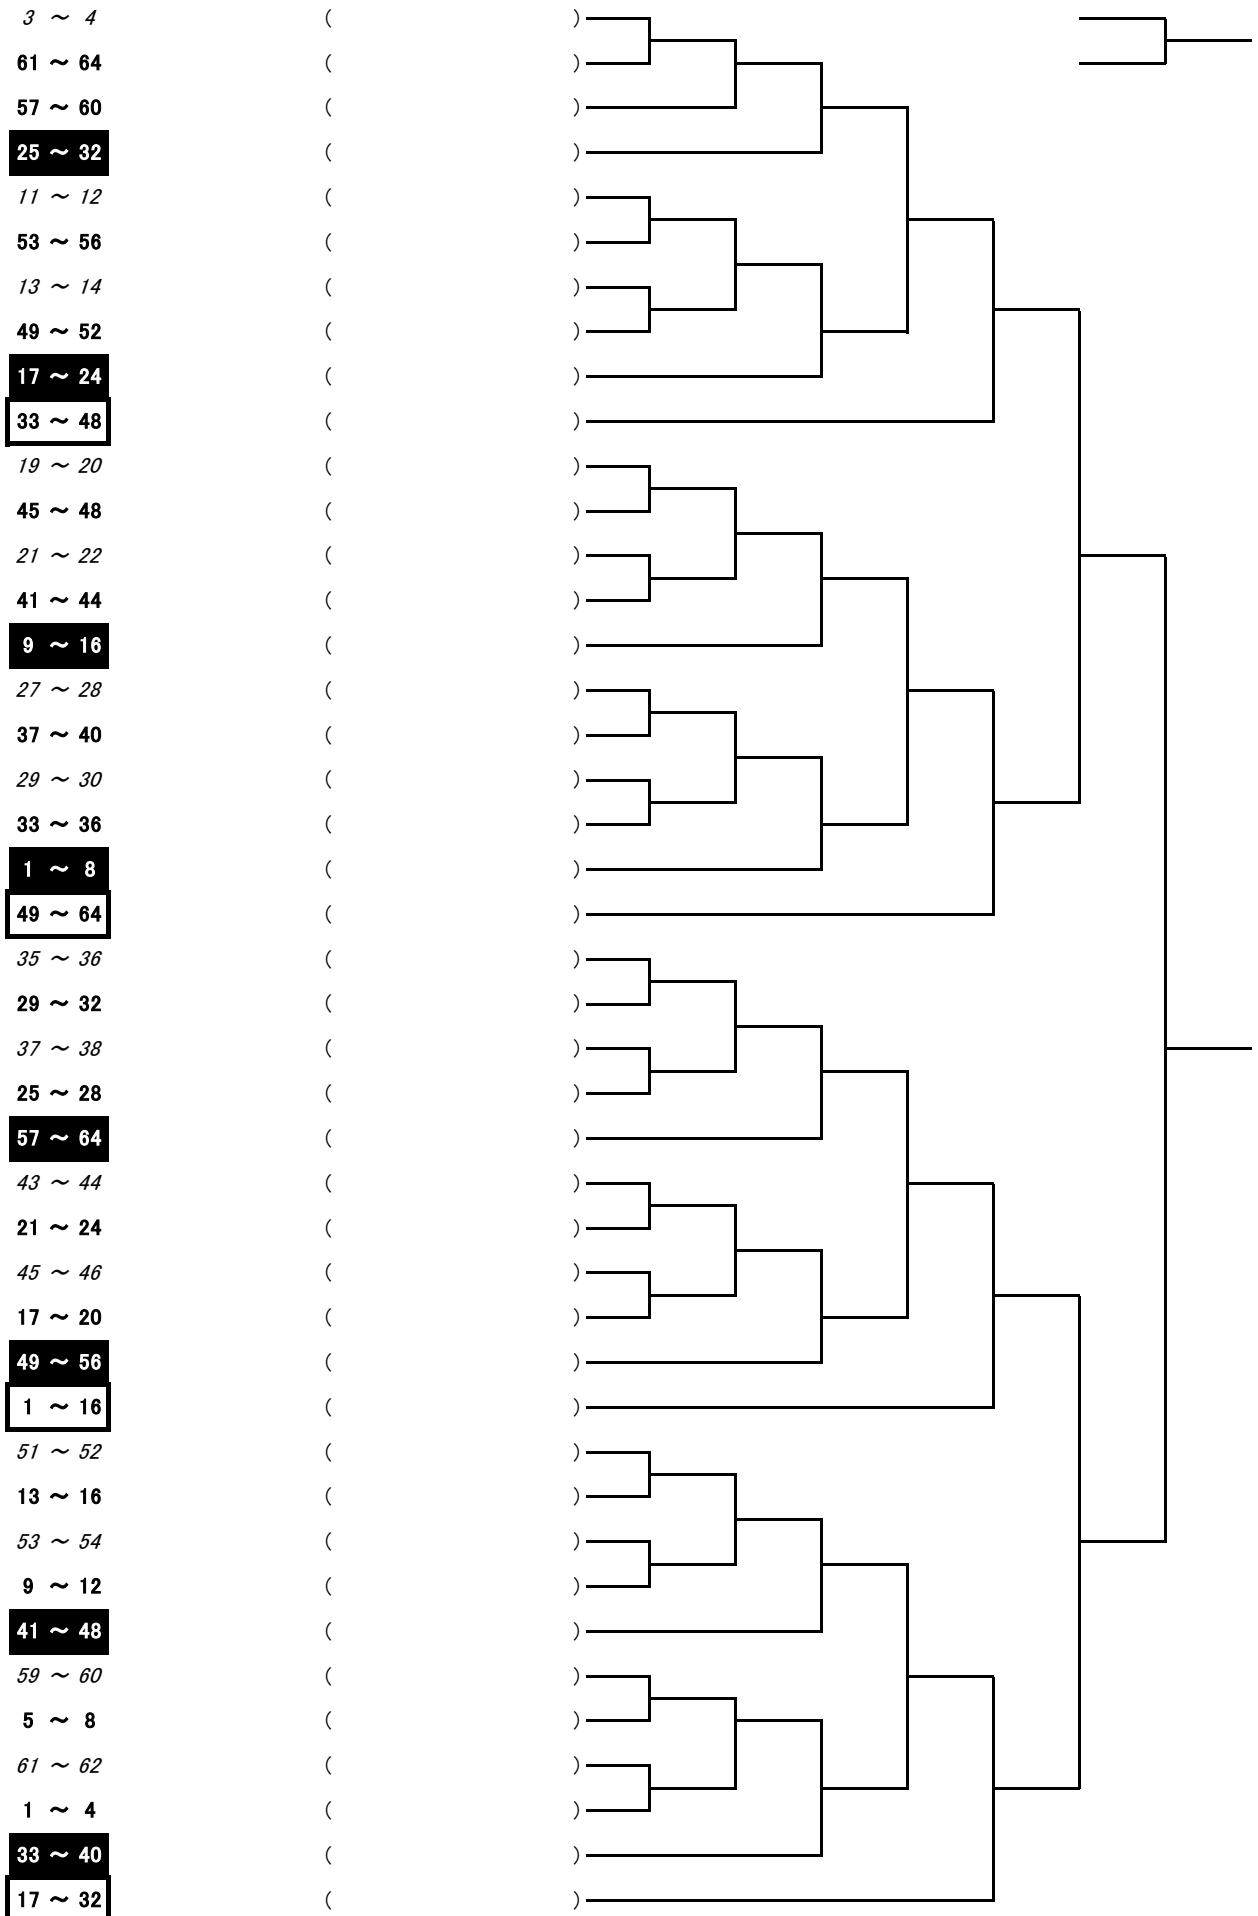 3 ～ 4 ( )
61 ～ 64 ( )
57 ～ 60 ( )
25 ～ 32 ( )
11 ～ 12 ( )
53 ～ 56 ( )
13 ～ 14 ( )
49 ～ 52 ( )
17 ～ 24 ( )
33 ～ 48 ( )
19 ～ 20 ( )
45 ～ 48 ( )
21 ～ 22 ( )
41 ～ 44 ( )
9 ～ 16 ( )
27 ～ 28 ( )
37 ～ 40 ( )
29 ～ 30 ( )
33 ～ 36 ( )
1 ～ 8 ( )
49 ～ 64 ( )
35 ～ 36 ( )
29 ～ 32 ( )
37 ～ 38 ( )
25 ～ 28 ( )
57 ～ 64 ( )
43 ～ 44 ( )
21 ～ 24 ( )
45 ～ 46 ( )
17 ～ 20 ( )
49 ～ 56 ( )
1 ～ 16 ( )
51 ～ 52 ( )
13 ～ 16 ( )
53 ～ 54 ( )
9 ～ 12 ( )
41 ～ 48 ( )
59 ～ 60 ( )
5 ～ 8 ( )
61 ～ 62 ( )
1 ～ 4 ( )
33 ～ 40 ( )
17 ～ 32 ( )